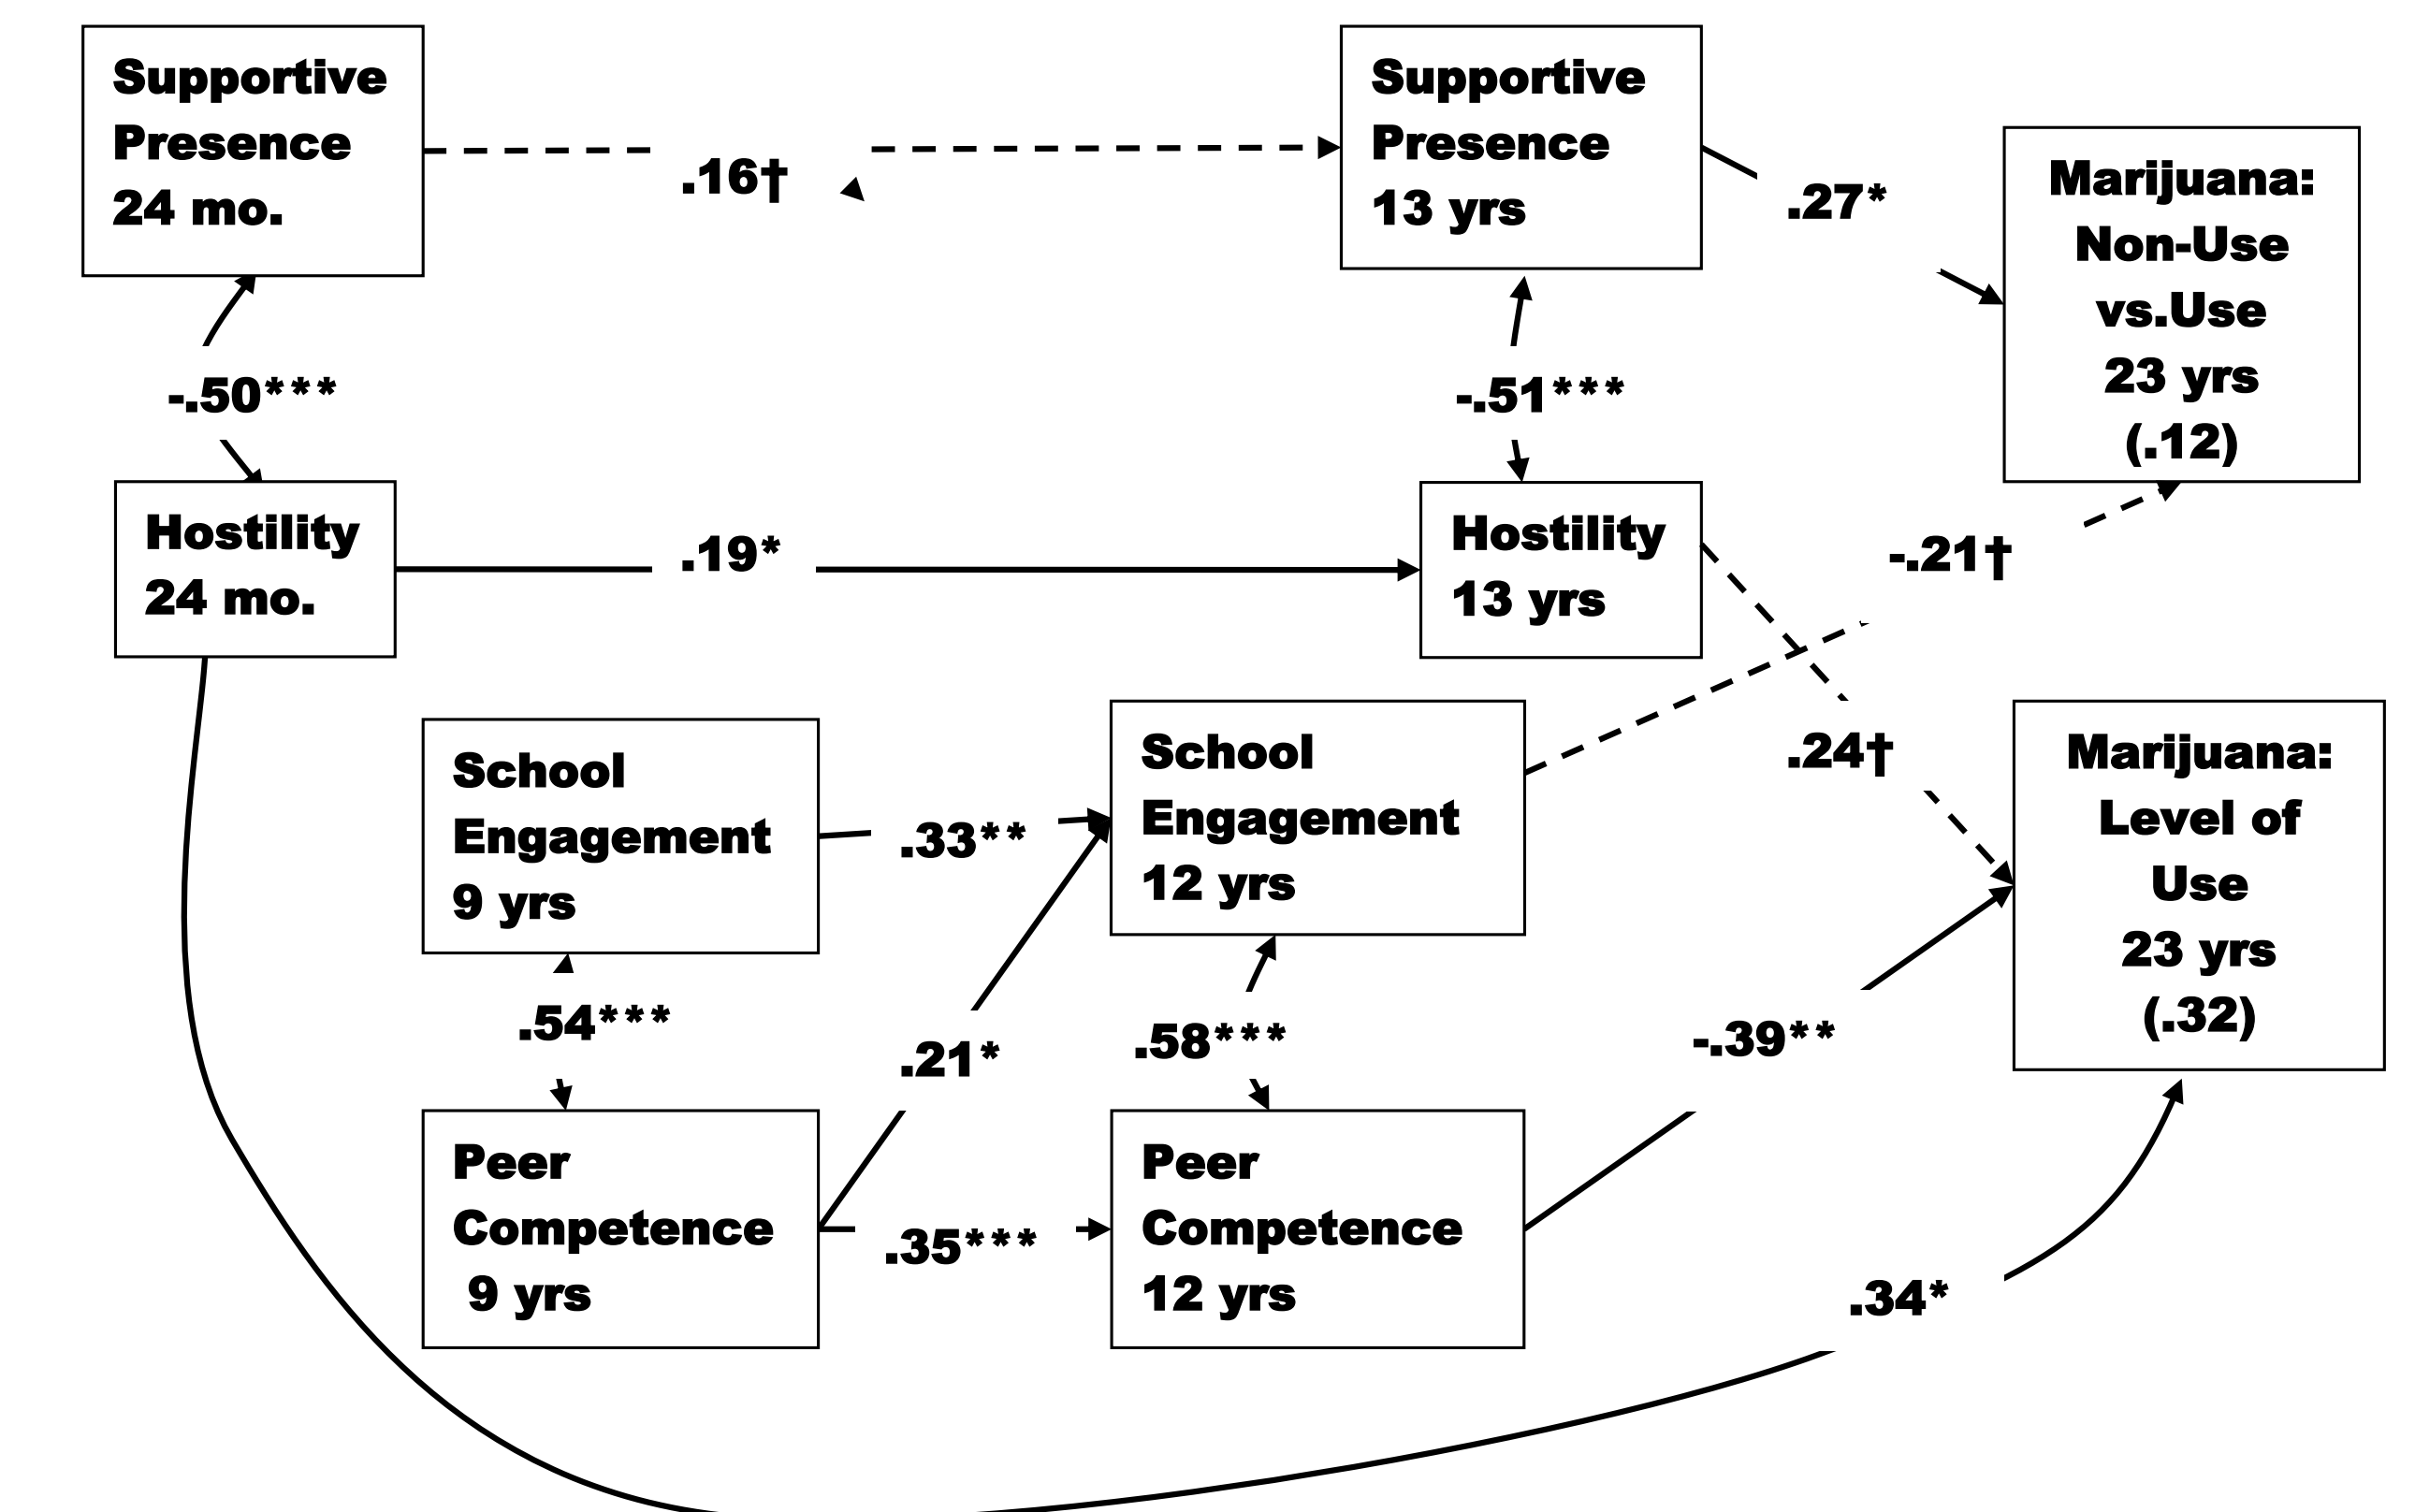 Supportive
Presence
24 mo.
.16†
Supportive
Presence
13 yrs
.27*
Marijuana:
Non-Use
vs.Use
23 yrs
(.12)
-.50***
-.51***
Hostility
24 mo.
.19*
Hostility
13 yrs
-.21†
School
Engagement
9 yrs
.33**
School
Engagement
12 yrs
.24†
Marijuana:
Level of
Use
23 yrs
(.32)
.54***
.21*
.58***
-.39**
Peer
Competence
9 yrs
.35***
Peer
Competence
12 yrs
.34*